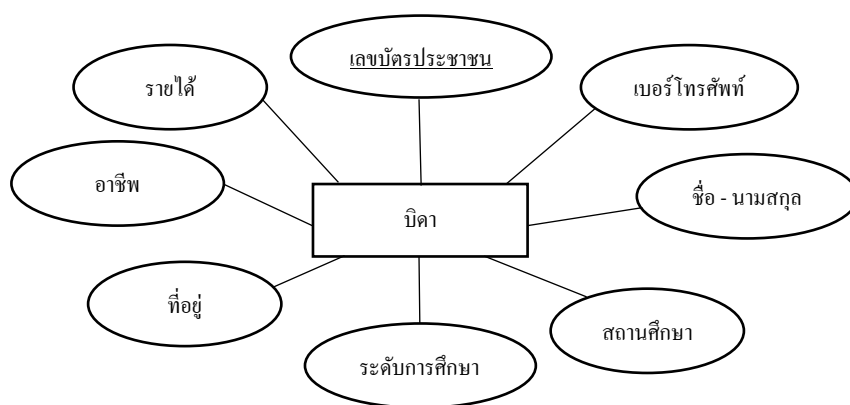 เลขบัตรประชาชน
รายได้
เบอร์โทรศัพท์
อาชีพ
ชื่อ - นามสกุล
บิดา
ที่อยู่
สถานศึกษา
ระดับการศึกษา